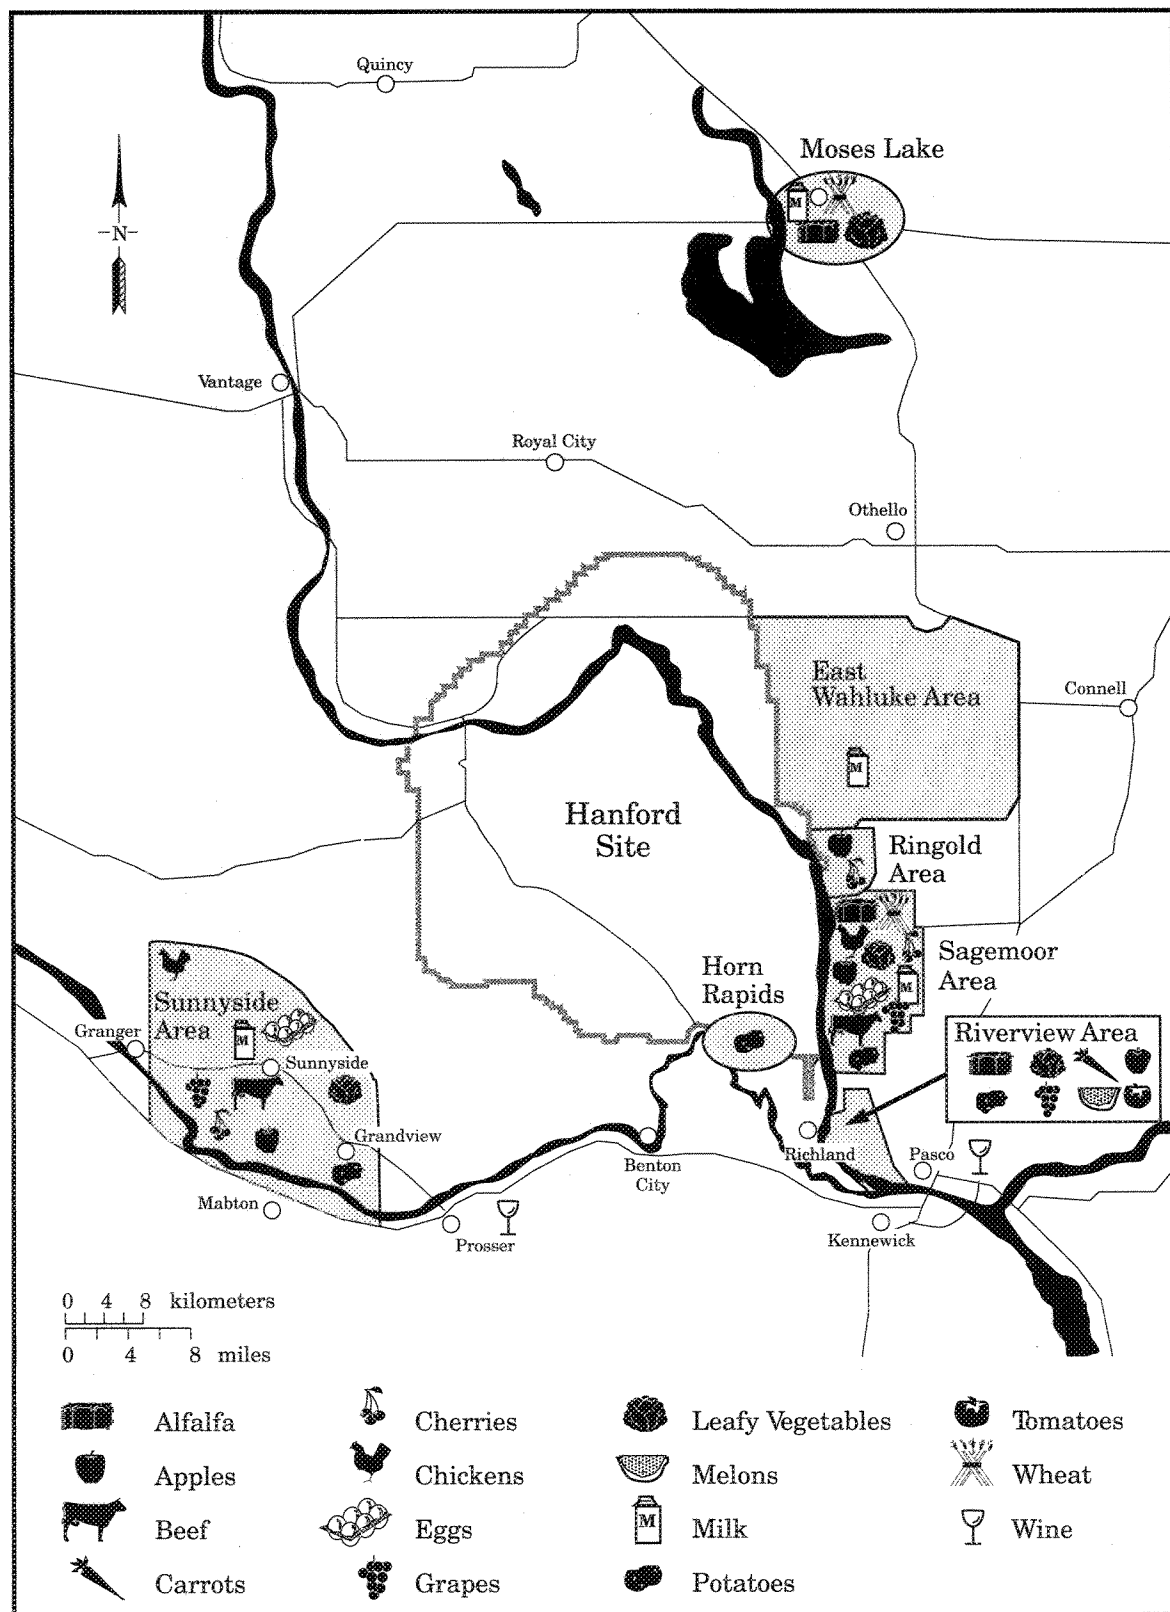 Quincy
Moses Lake
M
N
Vantage
Royal City
Othello
East
Wahluke Area
Connell
M
Hanford
Site
Ringold
Area
Sagemoor
Area
M
Horn
Rapids
Sunnyside
Area
Granger
M
Sunnyside
Riverview Area
Grandview
Richland
Pasco
Benton
City
Mabton
Prosser
Kennewick
0 4 8 kilometers
0 4 8 miles
Alfalfa
Cherries
Leafy Vegetables
Tomatoes
Apples
Chickens
Melons
Wheat
Beef
Eggs
M
Milk
Wine
Carrots
Grapes
Potatoes